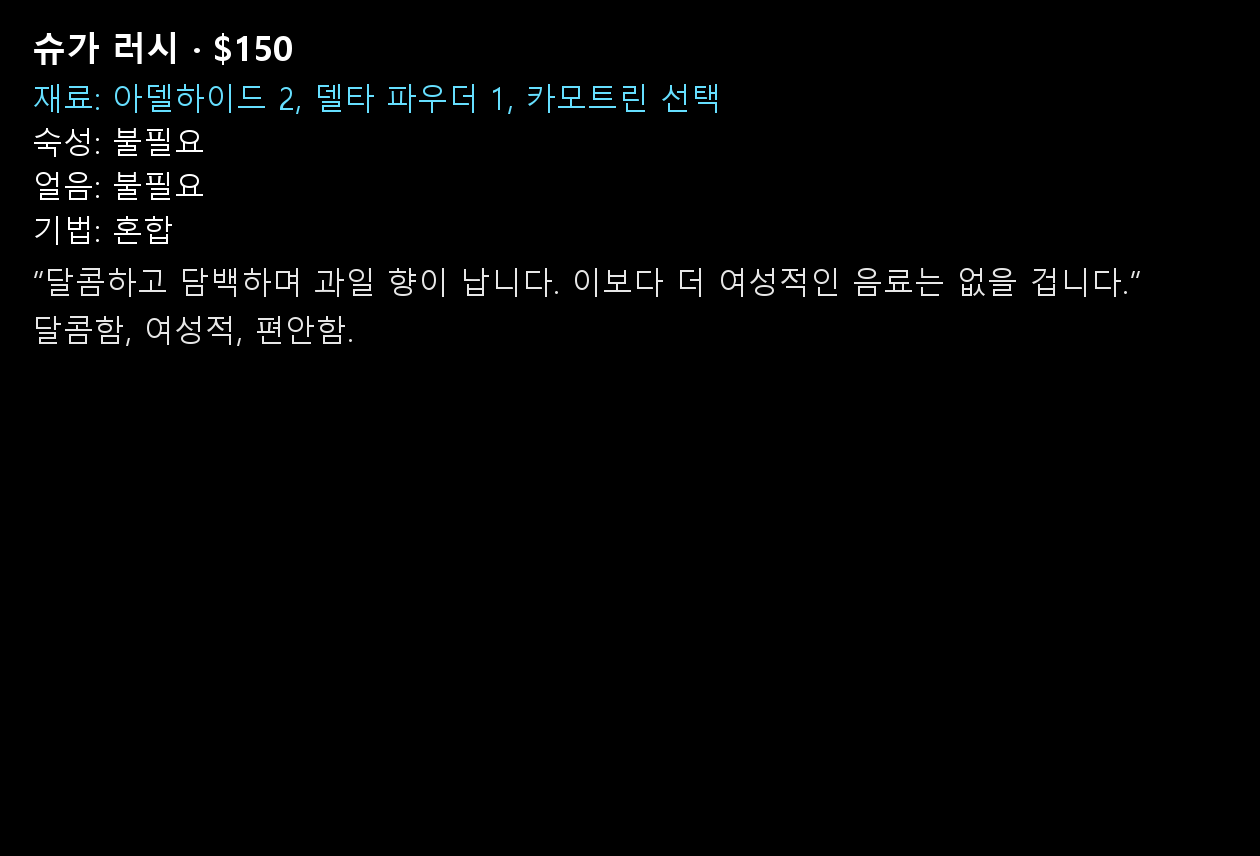 슈가 러시 · $150
재료: 아델하이드 2, 델타 파우더 1, 카모트린 선택
숙성: 불필요
얼음: 불필요
기법: 혼합
“달콤하고 담백하며 과일 향이 납니다. 이보다 더 여성적인 음료는 없을 겁니다.”
달콤함, 여성적, 편안함.